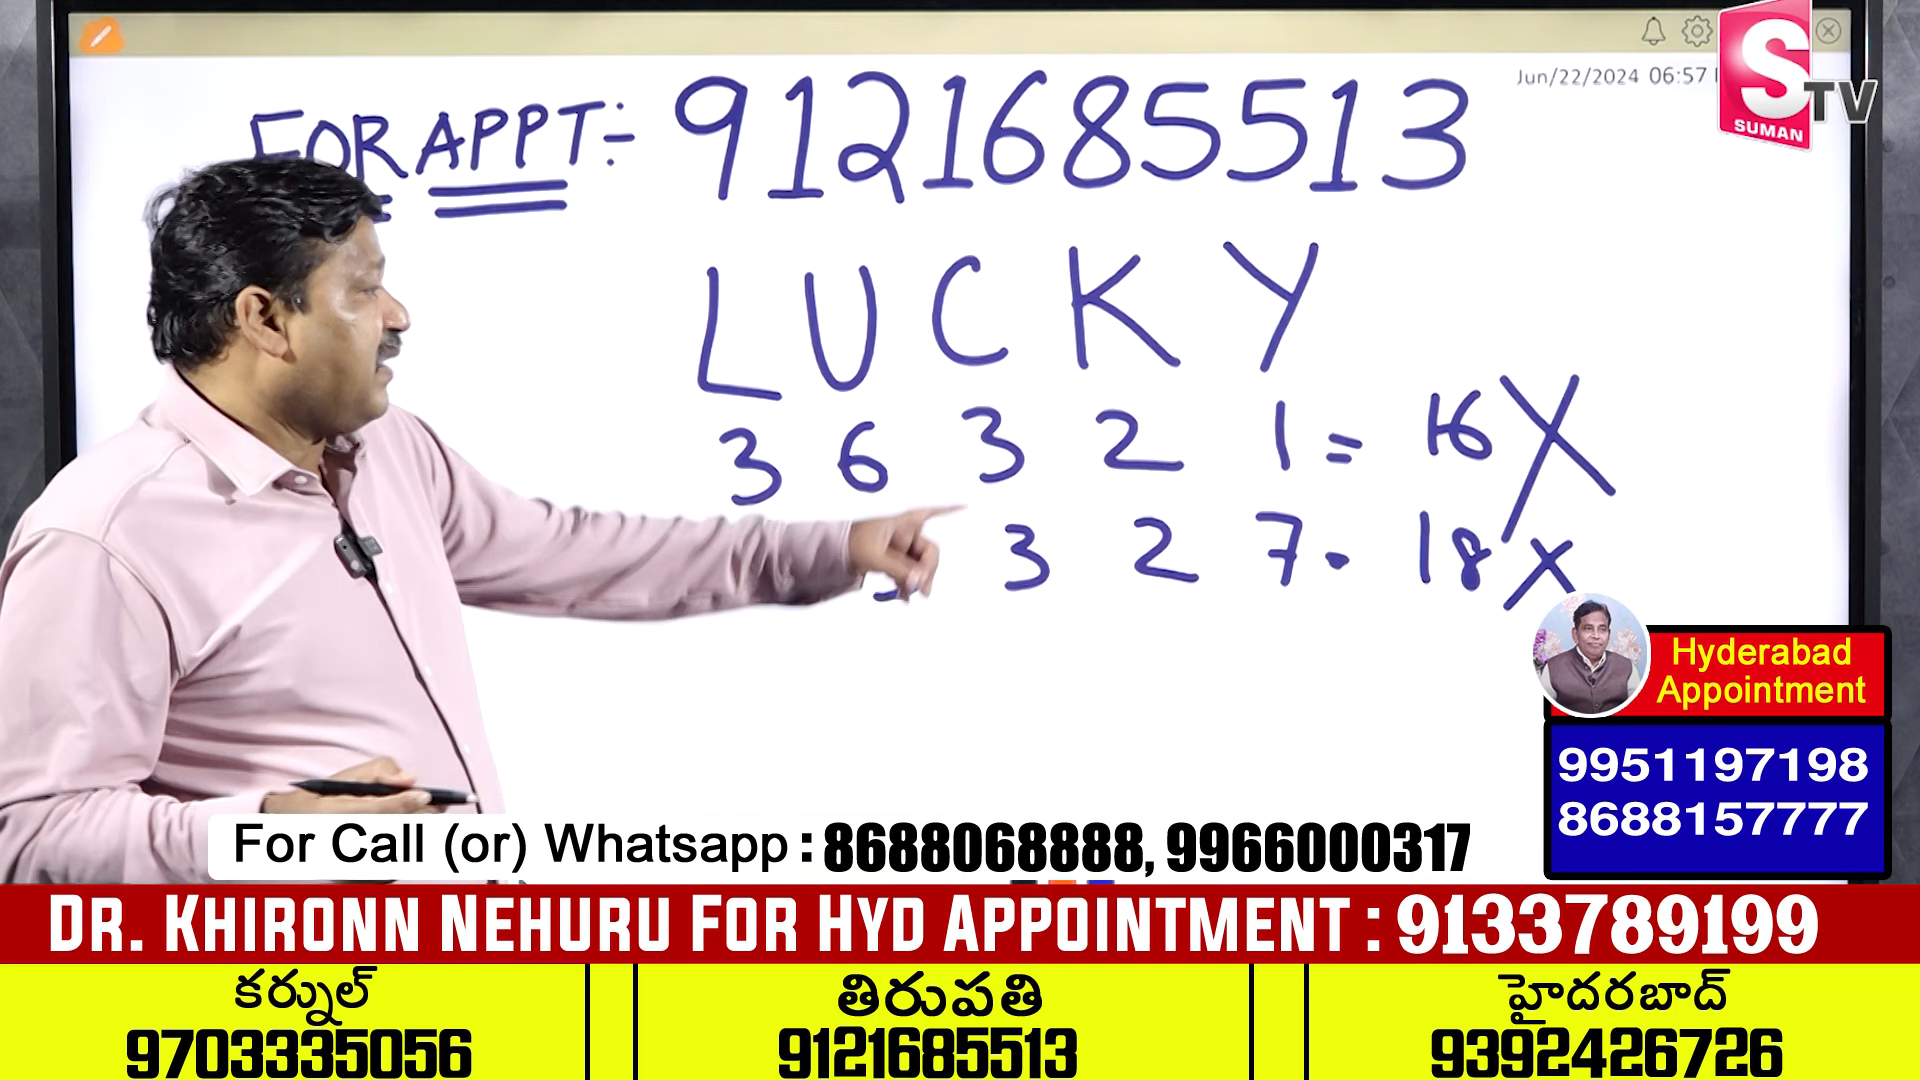 Jun/22/2024 06:57
S TV
SUMAN
FOR APPT:- 9121685513
L U C K Y
3 6 3 2 1 = 16 X
3 2 7 . 18 X
Hyderabad
Appointment
9951197198
8688157777
For Call (or) Whatsapp : 8688068888, 9966000317
DR. KHIRONN NEHURU FOR HYD APPOINTMENT : 9133789199
కర్నుల్ తిరుపతి హైదరబాద్
9703335056 9121685513 9392426726